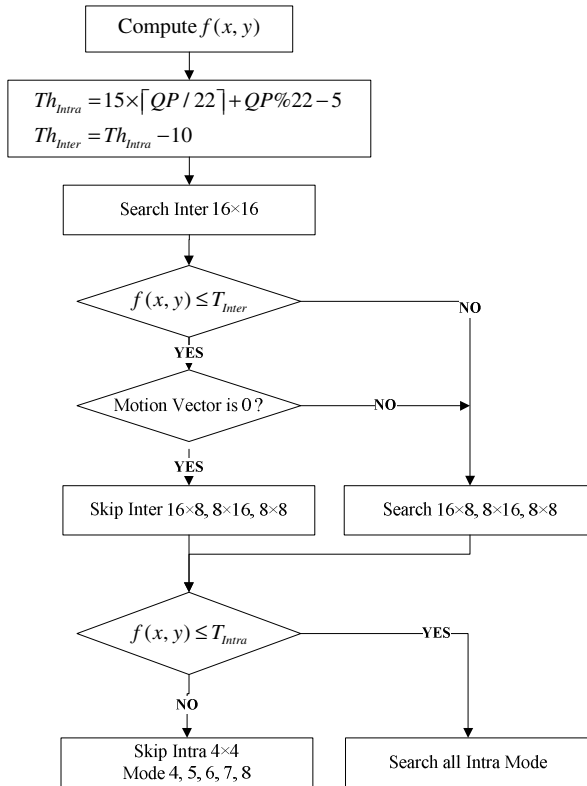 Compute f(x, y)
Th_Intra = 15×⌈QP / 22⌉ + QP%22 − 5
Th_Inter = Th_Intra − 10
Search Inter 16×16
f(x, y) ≤ T_Inter
NO
YES
Motion Vector is 0 ?
NO
YES
Skip Inter 16×8, 8×16, 8×8
Search 16×8, 8×16, 8×8
f(x, y) ≤ T_Intra
YES
NO
Skip Intra 4×4
Mode 4, 5, 6, 7, 8
Search all Intra Mode